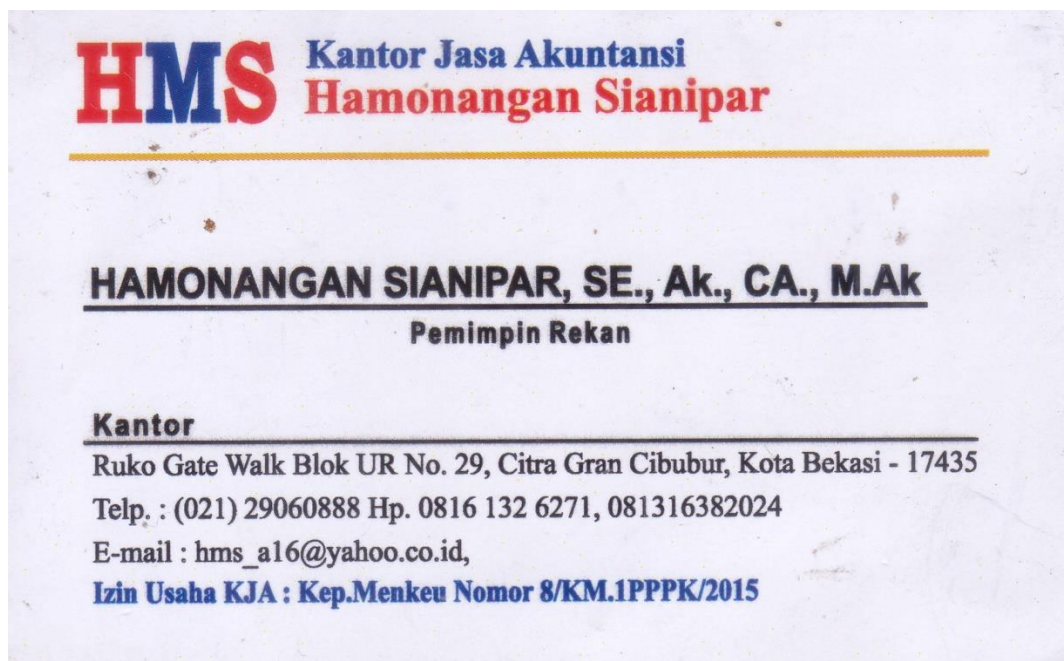 HMS
Kantor Jasa Akuntansi
Hamonangan Sianipar
HAMONANGAN SIANIPAR, SE., Ak., CA., M.Ak
Pemimpin Rekan
Kantor
Ruko Gate Walk Blok UR No. 29, Citra Gran Cibubur, Kota Bekasi - 17435
Telp. : (021) 29060888 Hp. 0816 132 6271, 081316382024
E-mail : hms_a16@yahoo.co.id,
Izin Usaha KJA : Kep.Menkeu Nomor 8/KM.1PPPK/2015